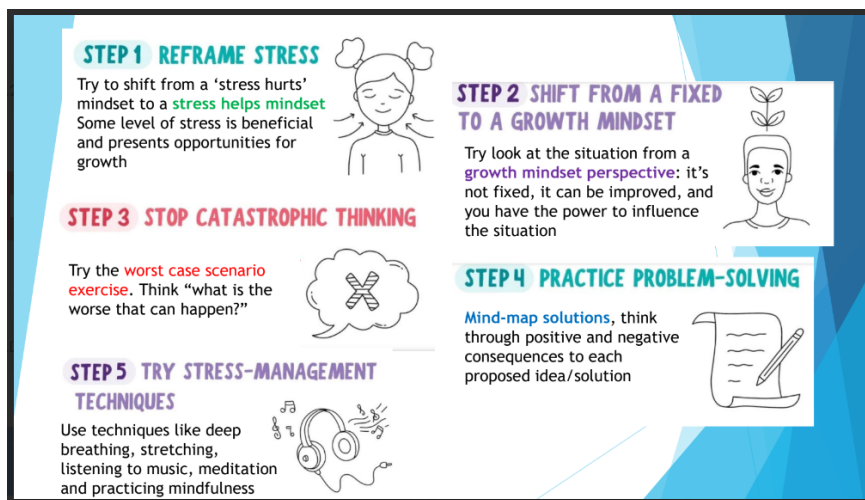 STEP 1 REFRAME STRESS
Try to shift from a ‘stress hurts’
mindset to a stress helps mindset
Some level of stress is beneficial
and presents opportunities for
growth
STEP 2 SHIFT FROM A FIXED
TO A GROWTH MINDSET
Try look at the situation from a
growth mindset perspective: it’s
not fixed, it can be improved, and
you have the power to influence
the situation
STEP 3 STOP CATASTROPHIC THINKING
Try the worst case scenario
exercise. Think “what is the
worse that can happen?”
STEP 4 PRACTICE PROBLEM-SOLVING
Mind-map solutions, think
through positive and negative
consequences to each
proposed idea/solution
STEP 5 TRY STRESS-MANAGEMENT
TECHNIQUES
Use techniques like deep
breathing, stretching,
listening to music, meditation
and practicing mindfulness